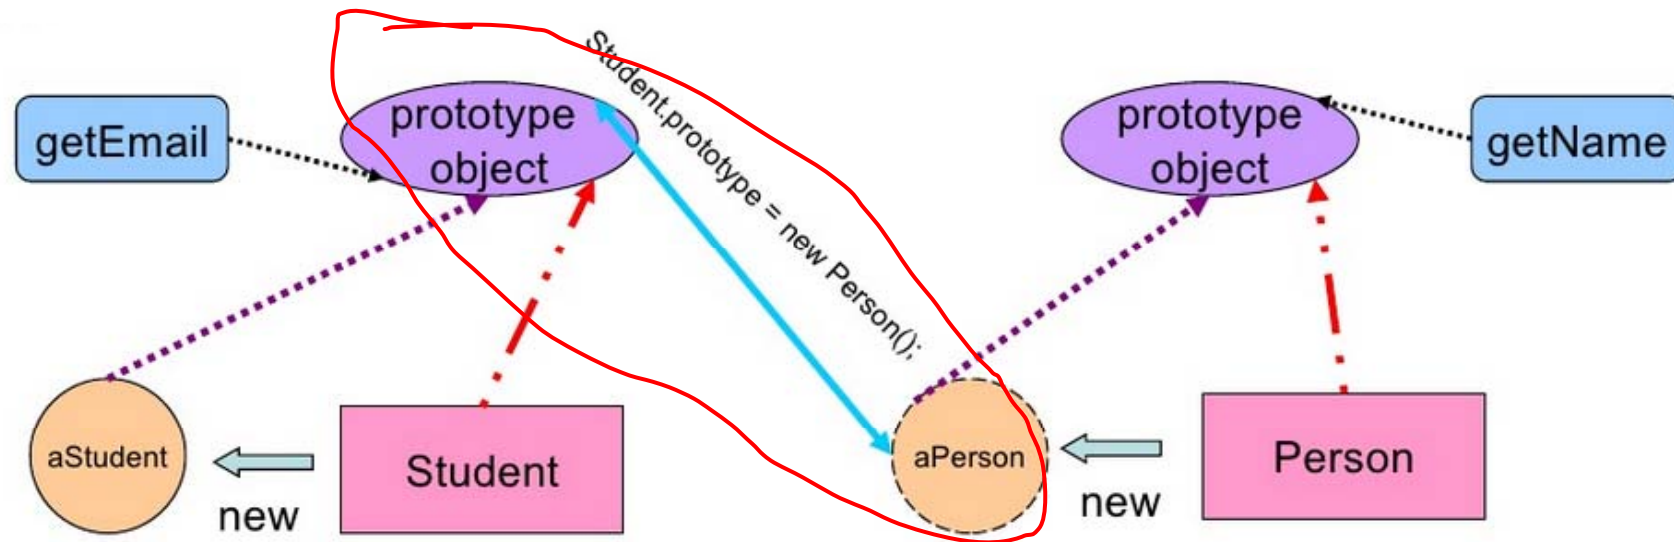 Student.prototype = new Person();
prototype
object
getEmail
prototype
object
getName
aStudent
new
Student
aPerson
new
Person